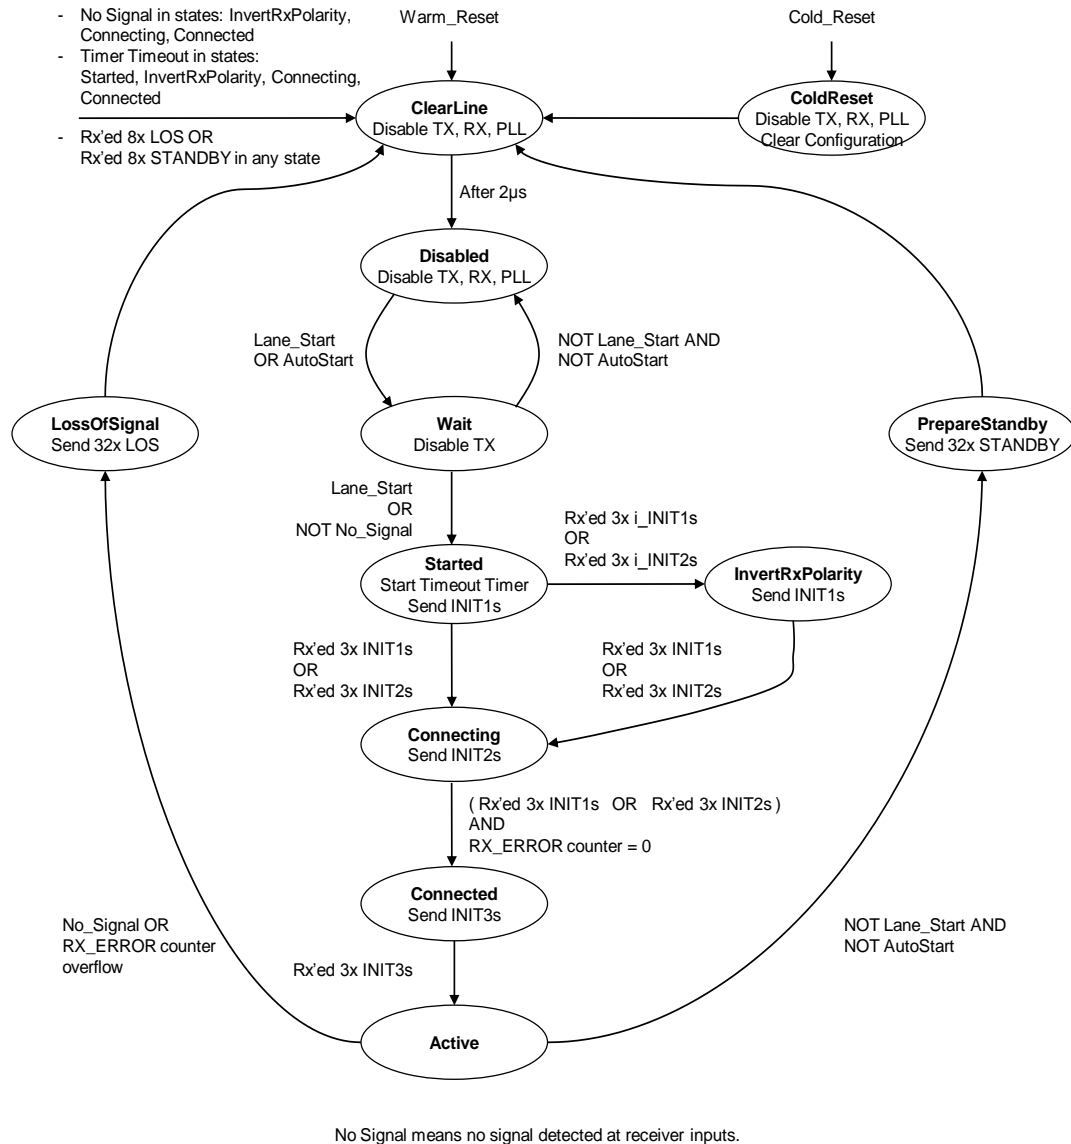 - No Signal in states: InvertRxPolarity,
Connecting, Connected
- Timer Timeout in states:
Started, InvertRxPolarity, Connecting,
Connected
- Rx'ed 8x LOS OR
Rx'ed 8x STANDBY in any state
Warm_Reset
Cold_Reset
ClearLine
Disable TX, RX, PLL
ColdReset
Disable TX, RX, PLL
Clear Configuration
After 2µs
Disabled
Disable TX, RX, PLL
Lane_Start
OR AutoStart
NOT Lane_Start AND
NOT AutoStart
LossOfSignal
Send 32x LOS
Wait
Disable TX
PrepareStandby
Send 32x STANDBY
Lane_Start
OR
NOT No_Signal
Rx'ed 3x i_INIT1s
OR
Rx'ed 3x i_INIT2s
Started
Start Timeout Timer
Send INIT1s
InvertRxPolarity
Send INIT1s
Rx'ed 3x INIT1s
OR
Rx'ed 3x INIT2s
Rx'ed 3x INIT1s
OR
Rx'ed 3x INIT2s
Connecting
Send INIT2s
( Rx'ed 3x INIT1s OR Rx'ed 3x INIT2s )
AND
RX_ERROR counter = 0
Connected
Send INIT3s
No_Signal OR
RX_ERROR counter
overflow
NOT Lane_Start AND
NOT AutoStart
Rx'ed 3x INIT3s
Active
No Signal means no signal detected at receiver inputs.